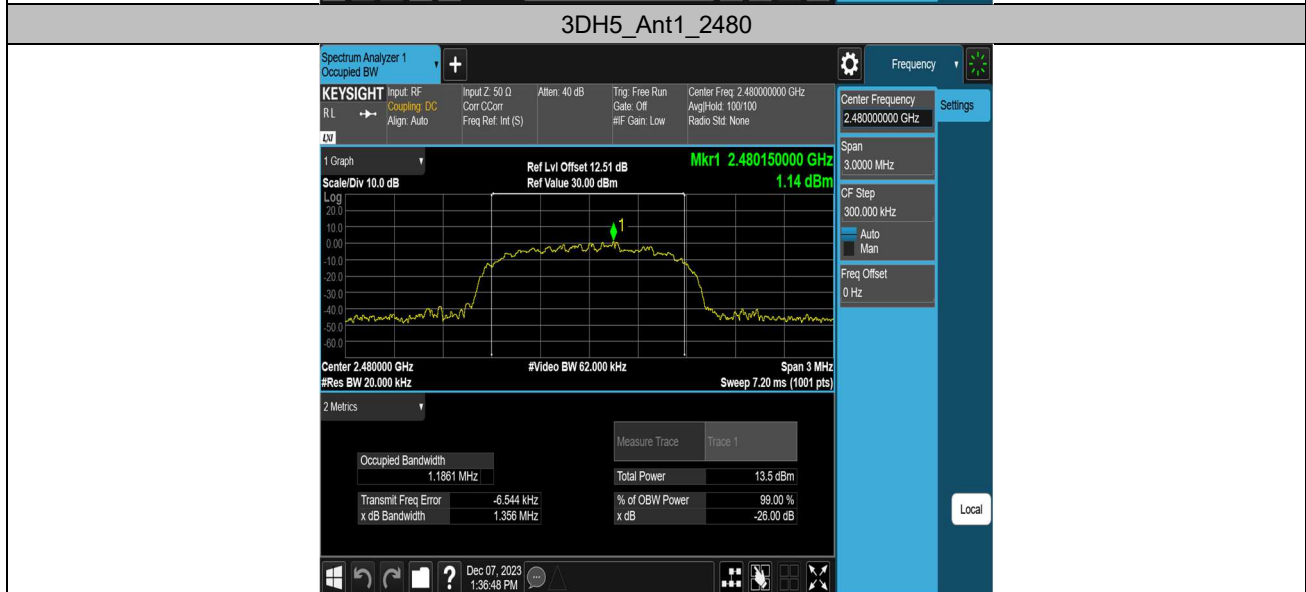 3DH5_Ant1_2480
Spectrum Analyzer 1
Occupied BW
+
Frequency
KEYSIGHT
RL
LXI
Input: RF
Coupling: DC
Align: Auto
Input Z: 50 Ω
Corr CCorr
Freq Ref: Int (S)
Atten: 40 dB
Trig: Free Run
Gate: Off
#IF Gain: Low
Center Freq: 2.480000000 GHz
Avg|Hold: 100/100
Radio Std: None
Center Frequency
2.480000000 GHz
Settings
Span
3.0000 MHz
CF Step
300.000 kHz
Auto
Man
Freq Offset
0 Hz
1 Graph
Scale/Div 10.0 dB
Ref Lvl Offset 12.51 dB
Ref Value 30.00 dBm
Mkr1 2.480150000 GHz
1.14 dBm
Log
20.0
10.0
0.00
-10.0
-20.0
-30.0
-40.0
-50.0
-60.0
1
Center 2.480000 GHz
#Res BW 20.000 kHz
#Video BW 62.000 kHz
Span 3 MHz
Sweep 7.20 ms (1001 pts)
2 Metrics
Measure Trace Trace 1
Occupied Bandwidth
1.1861 MHz
Total Power 13.5 dBm
Transmit Freq Error -6.544 kHz
% of OBW Power 99.00 %
x dB Bandwidth 1.356 MHz
x dB -26.00 dB
Local
?
Dec 07, 2023
1:36:48 PM